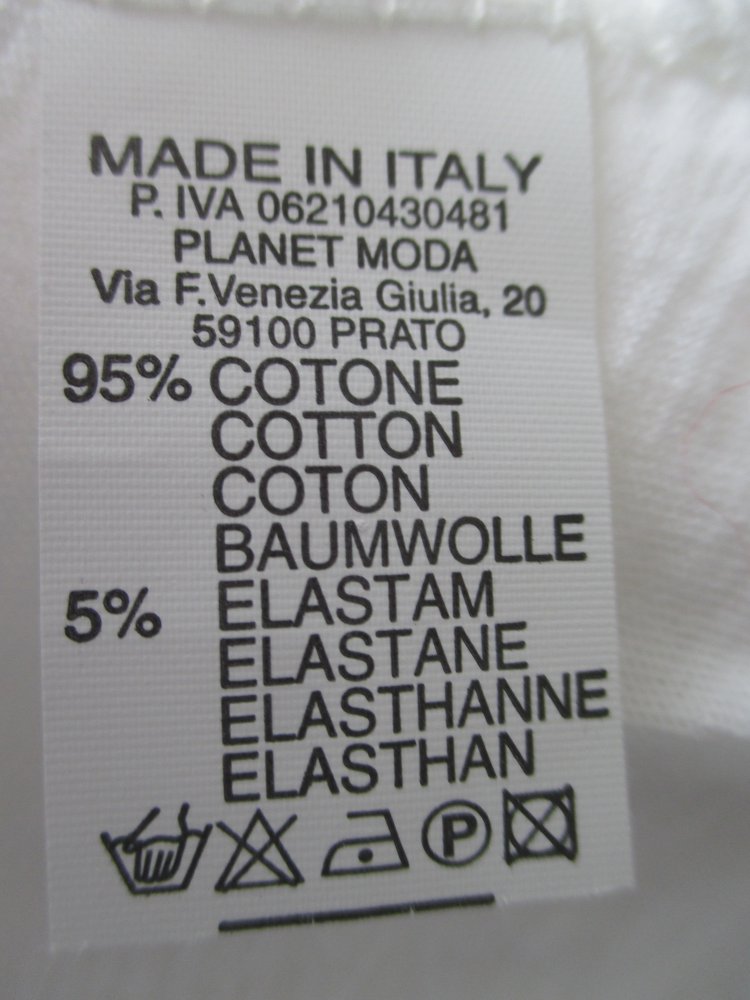 MADE IN ITALY
P. IVA 06210430481
PLANET MODA
Via F.Venezia Giulia, 20
59100 PRATO
95% COTONE
COTTON
COTON
BAUMWOLLE
5% ELASTAM
ELASTANE
ELASTHANNE
ELASTHAN
P